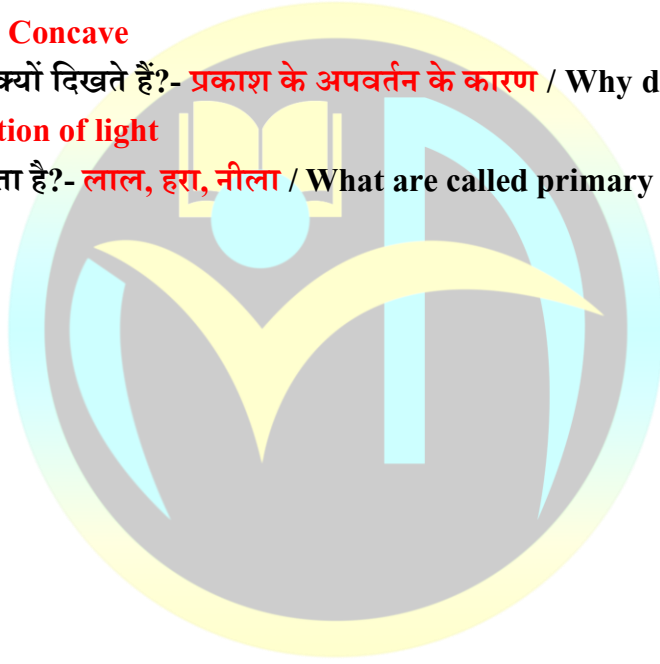 Concave
क्यों दिखते हैं?- प्रकाश के अपवर्तन के कारण / Why d
tion of light
ता है?- लाल, हरा, नीला / What are called primary